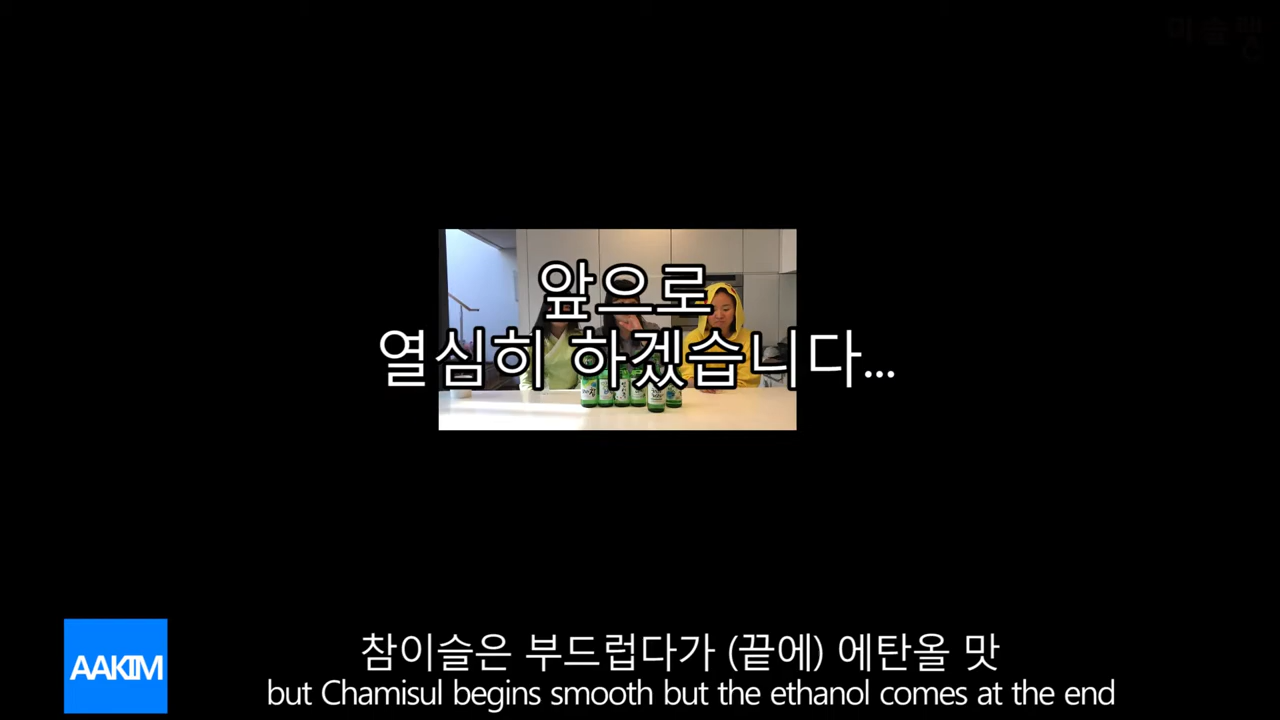 앞으로
열심히 하겠습니다...
AAKIM
참이슬은 부드럽다가 (끝에) 에탄올 맛
but Chamisul begins smooth but the ethanol comes at the end